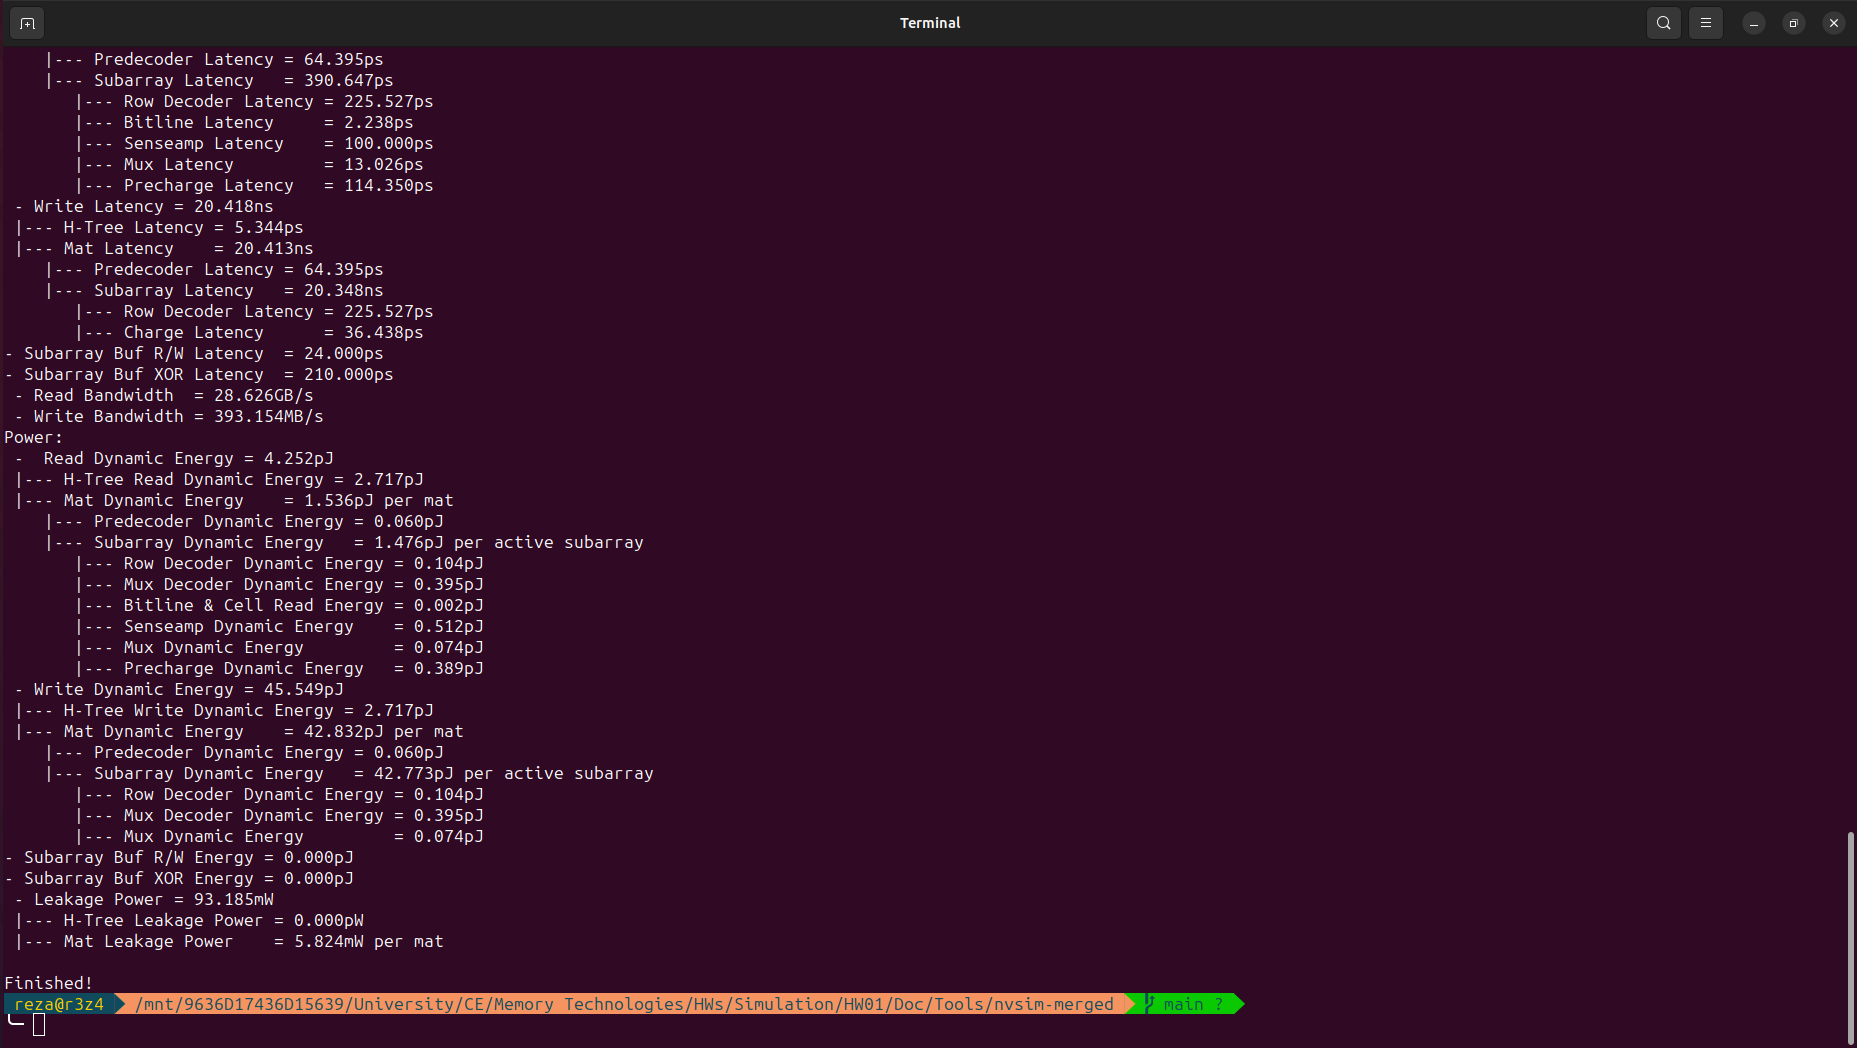 Terminal
|--- Predecoder Latency = 64.395ps
|--- Subarray Latency   = 390.647ps
|--- Row Decoder Latency = 225.527ps
|--- Bitline Latency     = 2.238ps
|--- Senseamp Latency    = 100.000ps
|--- Mux Latency         = 13.026ps
|--- Precharge Latency   = 114.350ps
- Write Latency = 20.418ns
|--- H-Tree Latency = 5.344ps
|--- Mat Latency    = 20.413ns
|--- Predecoder Latency = 64.395ps
|--- Subarray Latency   = 20.348ns
|--- Row Decoder Latency = 225.527ps
|--- Charge Latency      = 36.438ps
- Subarray Buf R/W Latency  = 24.000ps
- Subarray Buf XOR Latency  = 210.000ps
- Read Bandwidth  = 28.626GB/s
- Write Bandwidth = 393.154MB/s
Power:
-  Read Dynamic Energy = 4.252pJ
|--- H-Tree Read Dynamic Energy = 2.717pJ
|--- Mat Dynamic Energy    = 1.536pJ per mat
|--- Predecoder Dynamic Energy = 0.060pJ
|--- Subarray Dynamic Energy   = 1.476pJ per active subarray
|--- Row Decoder Dynamic Energy = 0.104pJ
|--- Mux Decoder Dynamic Energy = 0.395pJ
|--- Bitline & Cell Read Energy = 0.002pJ
|--- Senseamp Dynamic Energy    = 0.512pJ
|--- Mux Dynamic Energy         = 0.074pJ
|--- Precharge Dynamic Energy   = 0.389pJ
- Write Dynamic Energy = 45.549pJ
|--- H-Tree Write Dynamic Energy = 2.717pJ
|--- Mat Dynamic Energy    = 42.832pJ per mat
|--- Predecoder Dynamic Energy = 0.060pJ
|--- Subarray Dynamic Energy   = 42.773pJ per active subarray
|--- Row Decoder Dynamic Energy = 0.104pJ
|--- Mux Decoder Dynamic Energy = 0.395pJ
|--- Mux Dynamic Energy         = 0.074pJ
- Subarray Buf R/W Energy = 0.000pJ
- Subarray Buf XOR Energy = 0.000pJ
- Leakage Power = 93.185mW
|--- H-Tree Leakage Power = 0.000pW
|--- Mat Leakage Power    = 5.824mW per mat
Finished!
reza@r3z4 /mnt/9636D17436D15639/University/CE/Memory Technologies/HWs/Simulation/HW01/Doc/Tools/nvsim-merged main ?